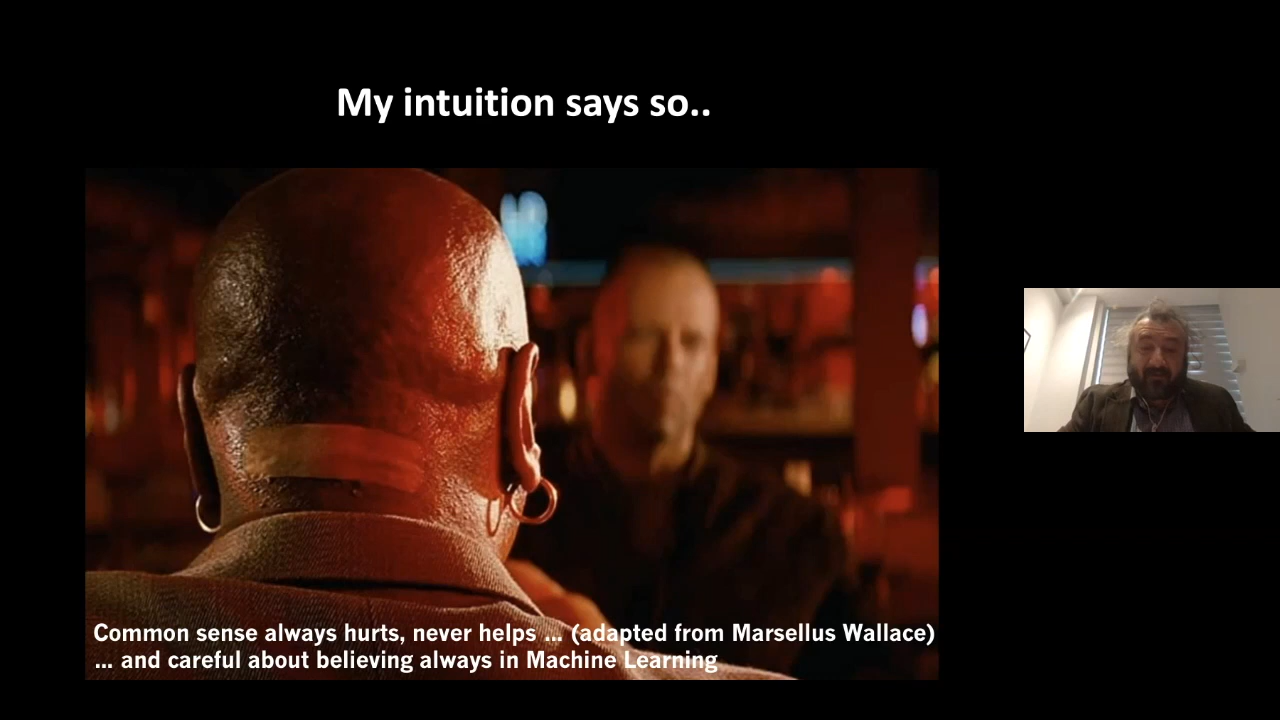 My intuition says so..
Common sense always hurts, never helps ... (adapted from Marsellus Wallace)
... and careful about believing always in Machine Learning